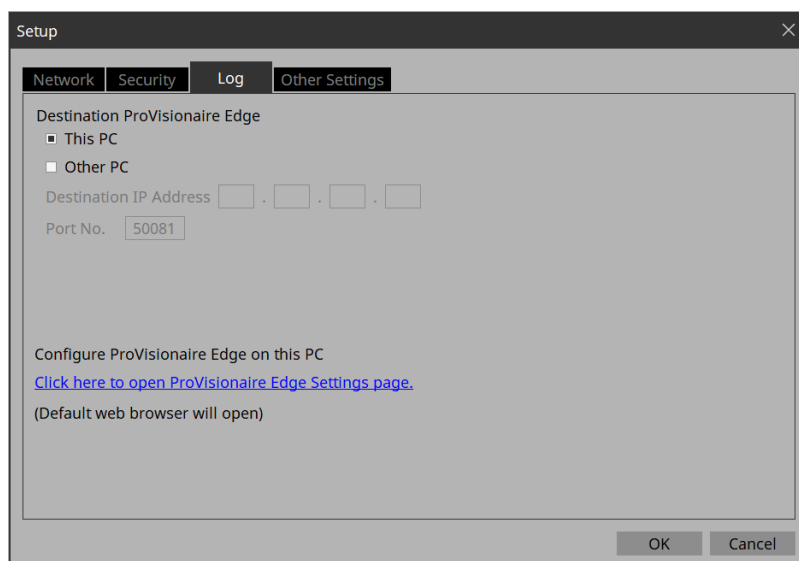 Setup
Network Security Log Other Settings
Destination ProVisionaire Edge
This PC
Other PC
Destination IP Address . . .
Port No. 50081
Configure ProVisionaire Edge on this PC
Click here to open ProVisionaire Edge Settings page.
(Default web browser will open)
OK Cancel